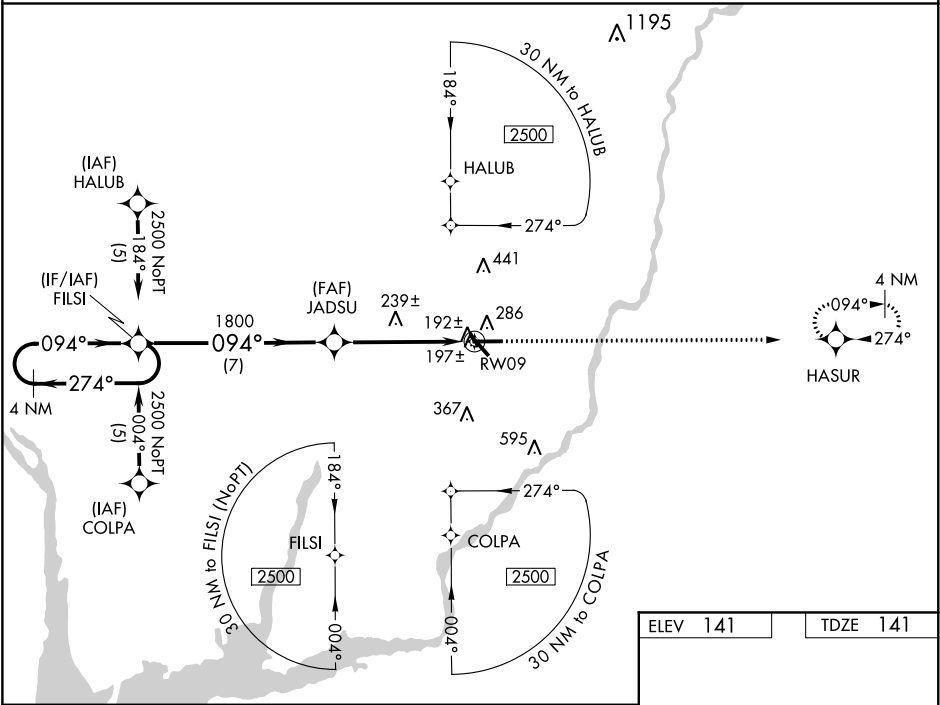 1195
30 NM to HALUB
184°
2500
HALUB
274°
(IAF)
HALUB
2500 NoPT
184°
(5)
441
(IF/IAF)
FILSI
(FAF)
JADSU
239±
4 NM
094°
286
192±
1800
094°
094°
(7)
197±
274°
RW09
HASUR
274°
4 NM
2500 NoPT
004°
(5)
367
595
(IAF)
COLPA
30 NM to FILSI (NoPT)
184°
274°
FILSI
COLPA
2500
2500
004°
004°
30 NM to COLPA
ELEV 141
TDZE 141